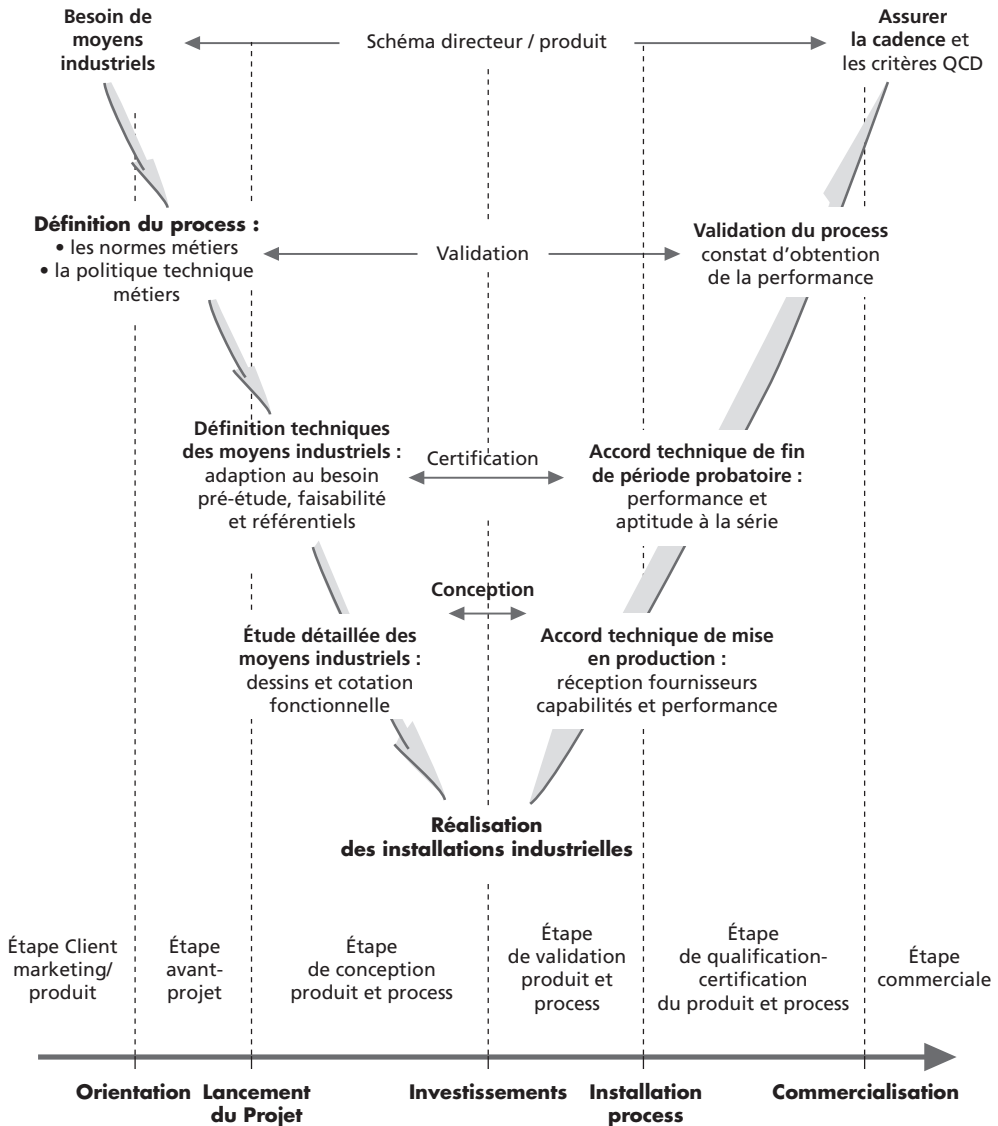 Besoin de
moyens
industriels
Schéma directeur / produit
Assurer
la cadence et
les critères QCD
Définition du process :
• les normes métiers
• la politique technique
métiers
Validation
Validation du process
constat d'obtention
de la performance
Définition techniques
des moyens industriels :
adaption au besoin
pré-étude, faisabilité
et référentiels
Certification
Accord technique de fin
de période probatoire :
performance et
aptitude à la série
Conception
Étude détaillée des
moyens industriels :
dessins et cotation
fonctionnelle
Accord technique de mise
en production :
réception fournisseurs
capabilités et performance
Réalisation
des installations industrielles
Étape Client
marketing/
produit
Étape
avant-
projet
Étape
de conception
produit et process
Étape
de validation
produit et
process
Étape
de qualification-
certification
du produit et process
Étape
commerciale
Orientation
Lancement
du Projet
Investissements
Installation
process
Commercialisation